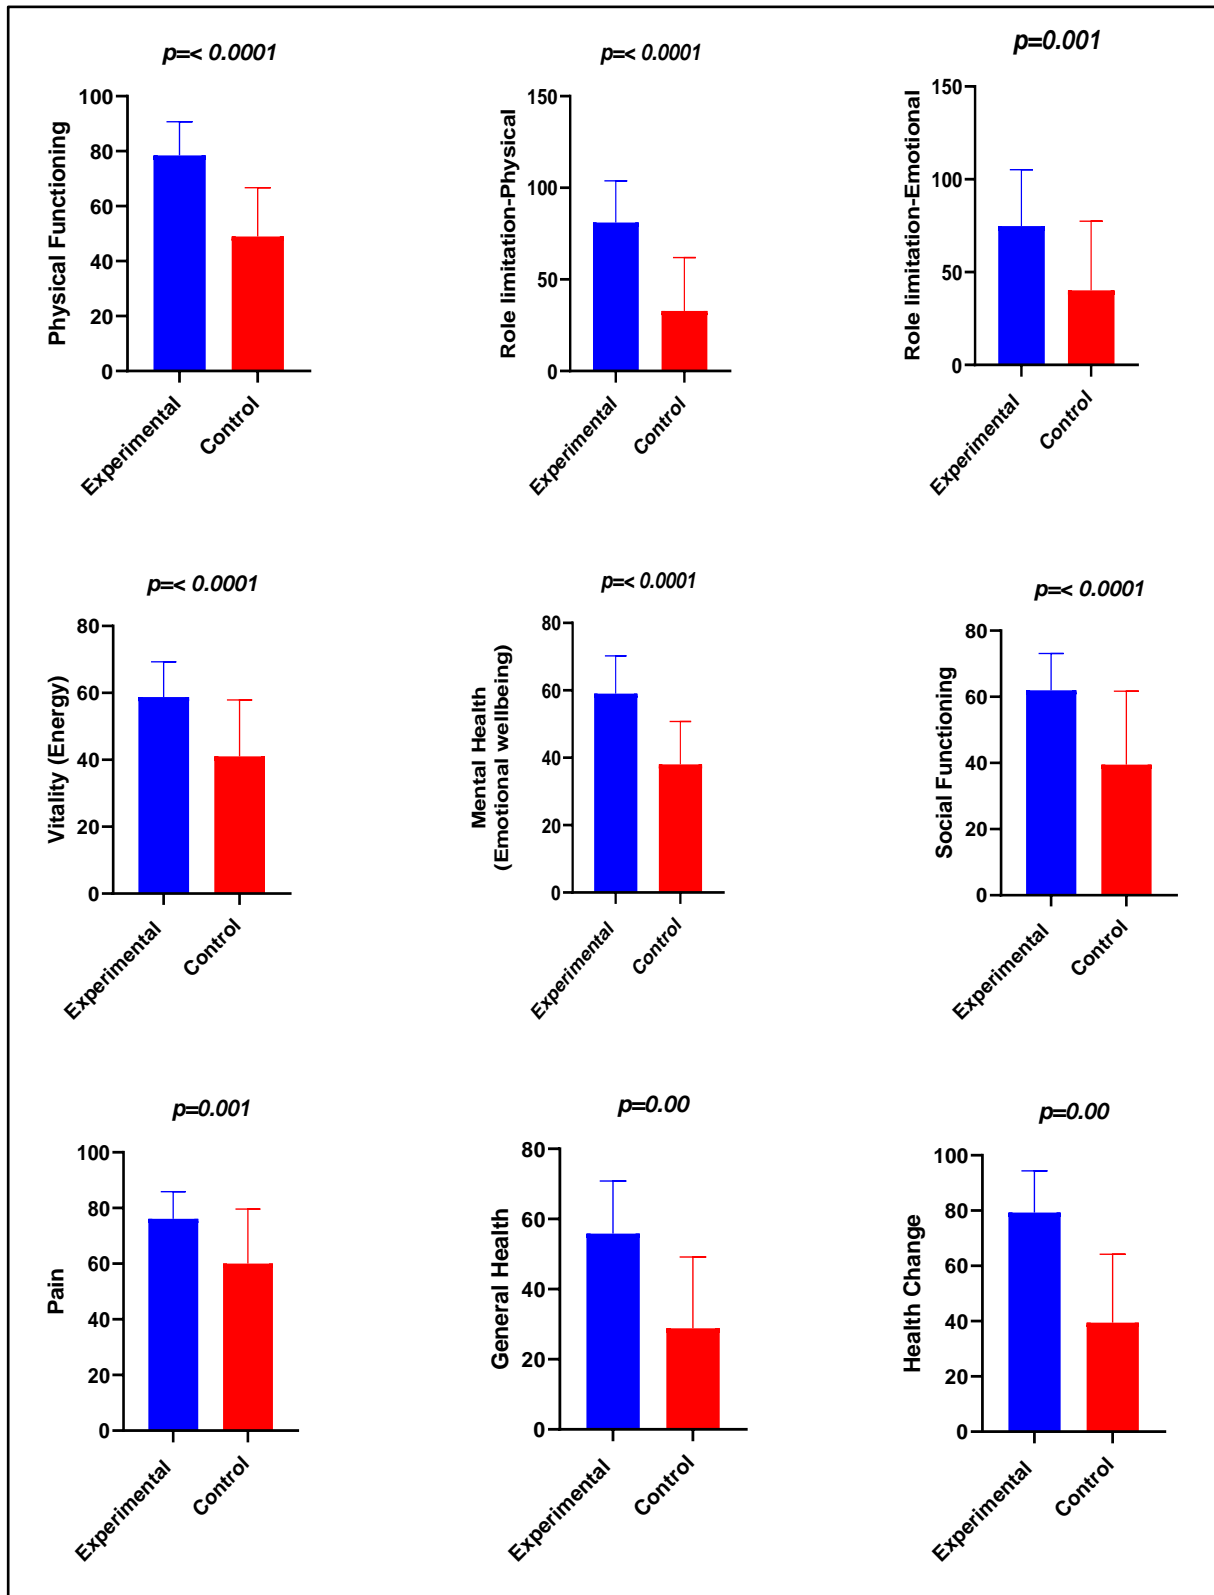 p=< 0.0001
Physical Functioning
100
80
60
40
20
0
Experimental
Control
p=< 0.0001
Role limitation-Physical
150
100
50
0
Experimental
Control
p=0.001
Role limitation-Emotional
150
100
50
0
Experimental
Control
p=< 0.0001
Vitality (Energy)
80
60
40
20
0
Experimental
Control
p=< 0.0001
Mental Health
(Emotional wellbeing)
80
60
40
20
0
Experimental
Control
p=< 0.0001
Social Functioning
80
60
40
20
0
Experimental
Control
p=0.001
Pain
100
80
60
40
20
0
Experimental
Control
p=0.00
General Health
80
60
40
20
0
Experimental
Control
p=0.00
Health Change
100
80
60
40
20
0
Experimental
Control